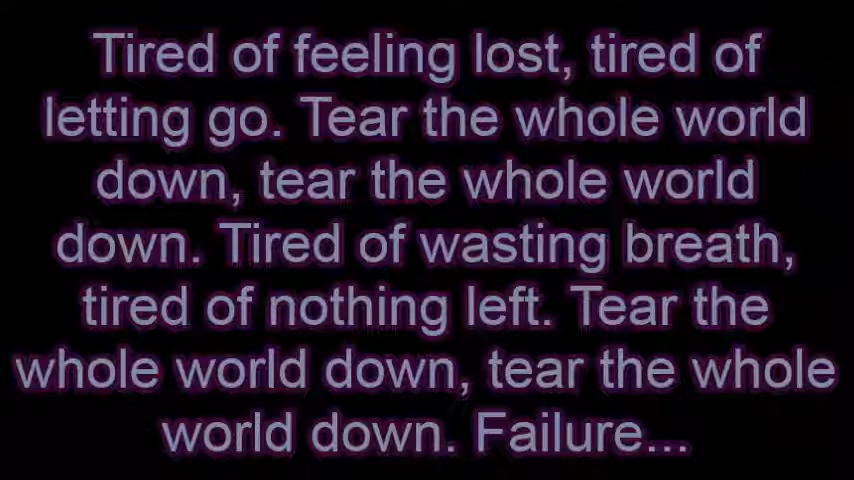 Tired of feeling lost, tired of
letting go. Tear the whole world
down, tear the whole world
down. Tired of wasting breath,
tired of nothing left. Tear the
whole world down, tear the whole
world down. Failure...